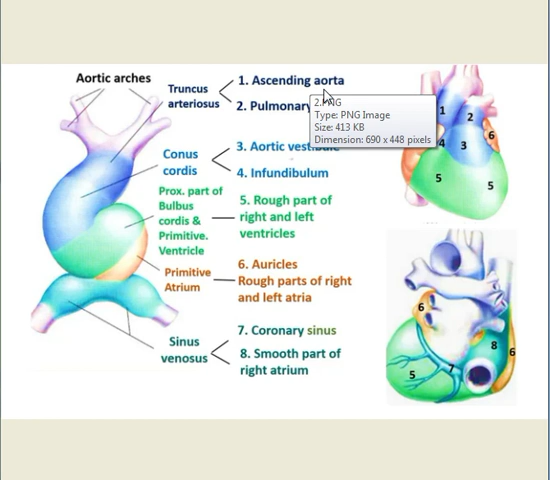 Aortic arches
Truncus
arteriosus
1. Ascending aorta
2. Pulmonary
2.PNG
Type: PNG Image
Size: 413 KB
Dimension: 690 x 448 pixels
Conus
cordis
3. Aortic
4. Infundibulum
Prox. part of
Bulbus
cordis &
Primitive.
Ventricle
5. Rough part of
right and left
ventricles
Primitive
Atrium
6. Auricles
Rough parts of right
and left atria
Sinus
venosus
7. Coronary sinus
8. Smooth part of
right atrium
1
2
6
4
3
5
5
6
8
6
7
5